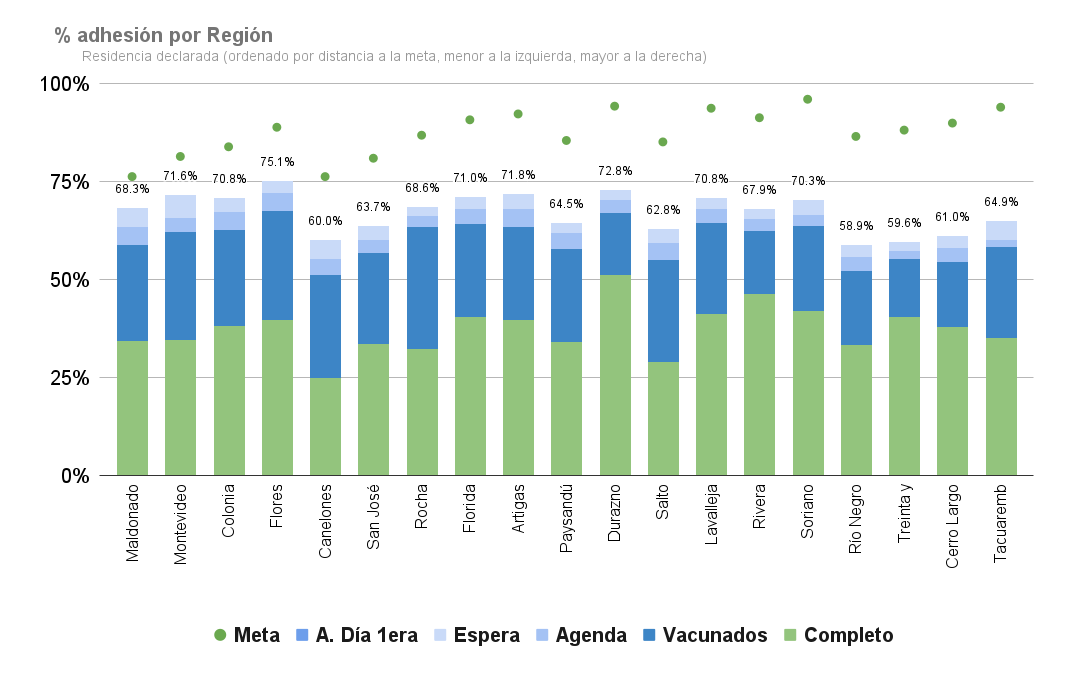 % adhesión por Región
Residencia declarada (ordenado por distancia a la meta, menor a la izquierda, mayor a la derecha)
100%
75%
50%
25%
0%
68.3%
71.6%
70.8%
75.1%
60.0%
63.7%
68.6%
71.0%
71.8%
64.5%
72.8%
62.8%
70.8%
67.9%
70.3%
58.9%
59.6%
61.0%
64.9%
Maldonado
Montevideo
Colonia
Flores
Canelones
San José
Rocha
Florida
Artigas
Paysandú
Durazno
Salto
Lavalleja
Rivera
Soriano
Río Negro
Treinta y
Cerro Largo
Tacuaremb
Meta A. Día 1era Espera Agenda Vacunados Completo